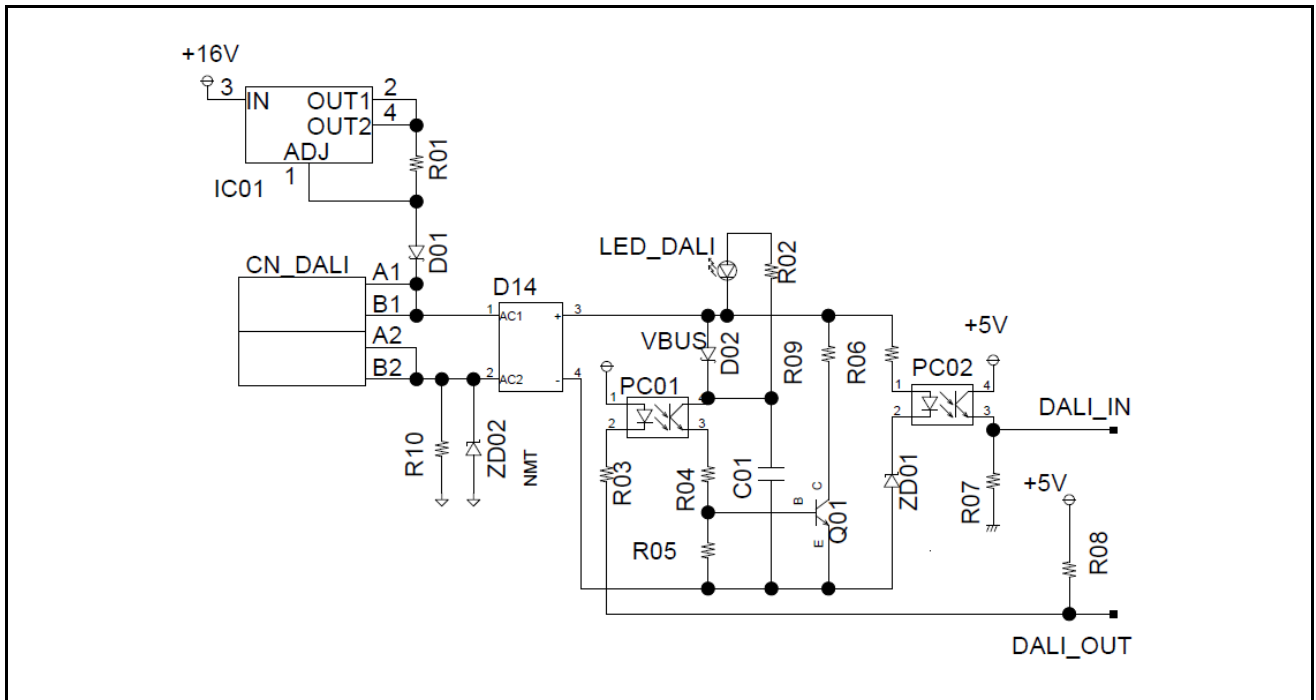 +16V
3
IN
OUT1
2
OUT2
4
ADJ
1
IC01
R01
D01
CN_DALI
A1
B1
A2
B2
D14
1
AC1
+
3
2
AC2
-
4
R10
ZD02
NMT
LED_DALI
R02
VBUS
D02
R09
R06
+5V
PC01
1
4
2
3
PC02
1
4
2
3
DALI_IN
R03
R04
C01
B
C
E
Q01
ZD01
R07
+5V
R05
R08
DALI_OUT